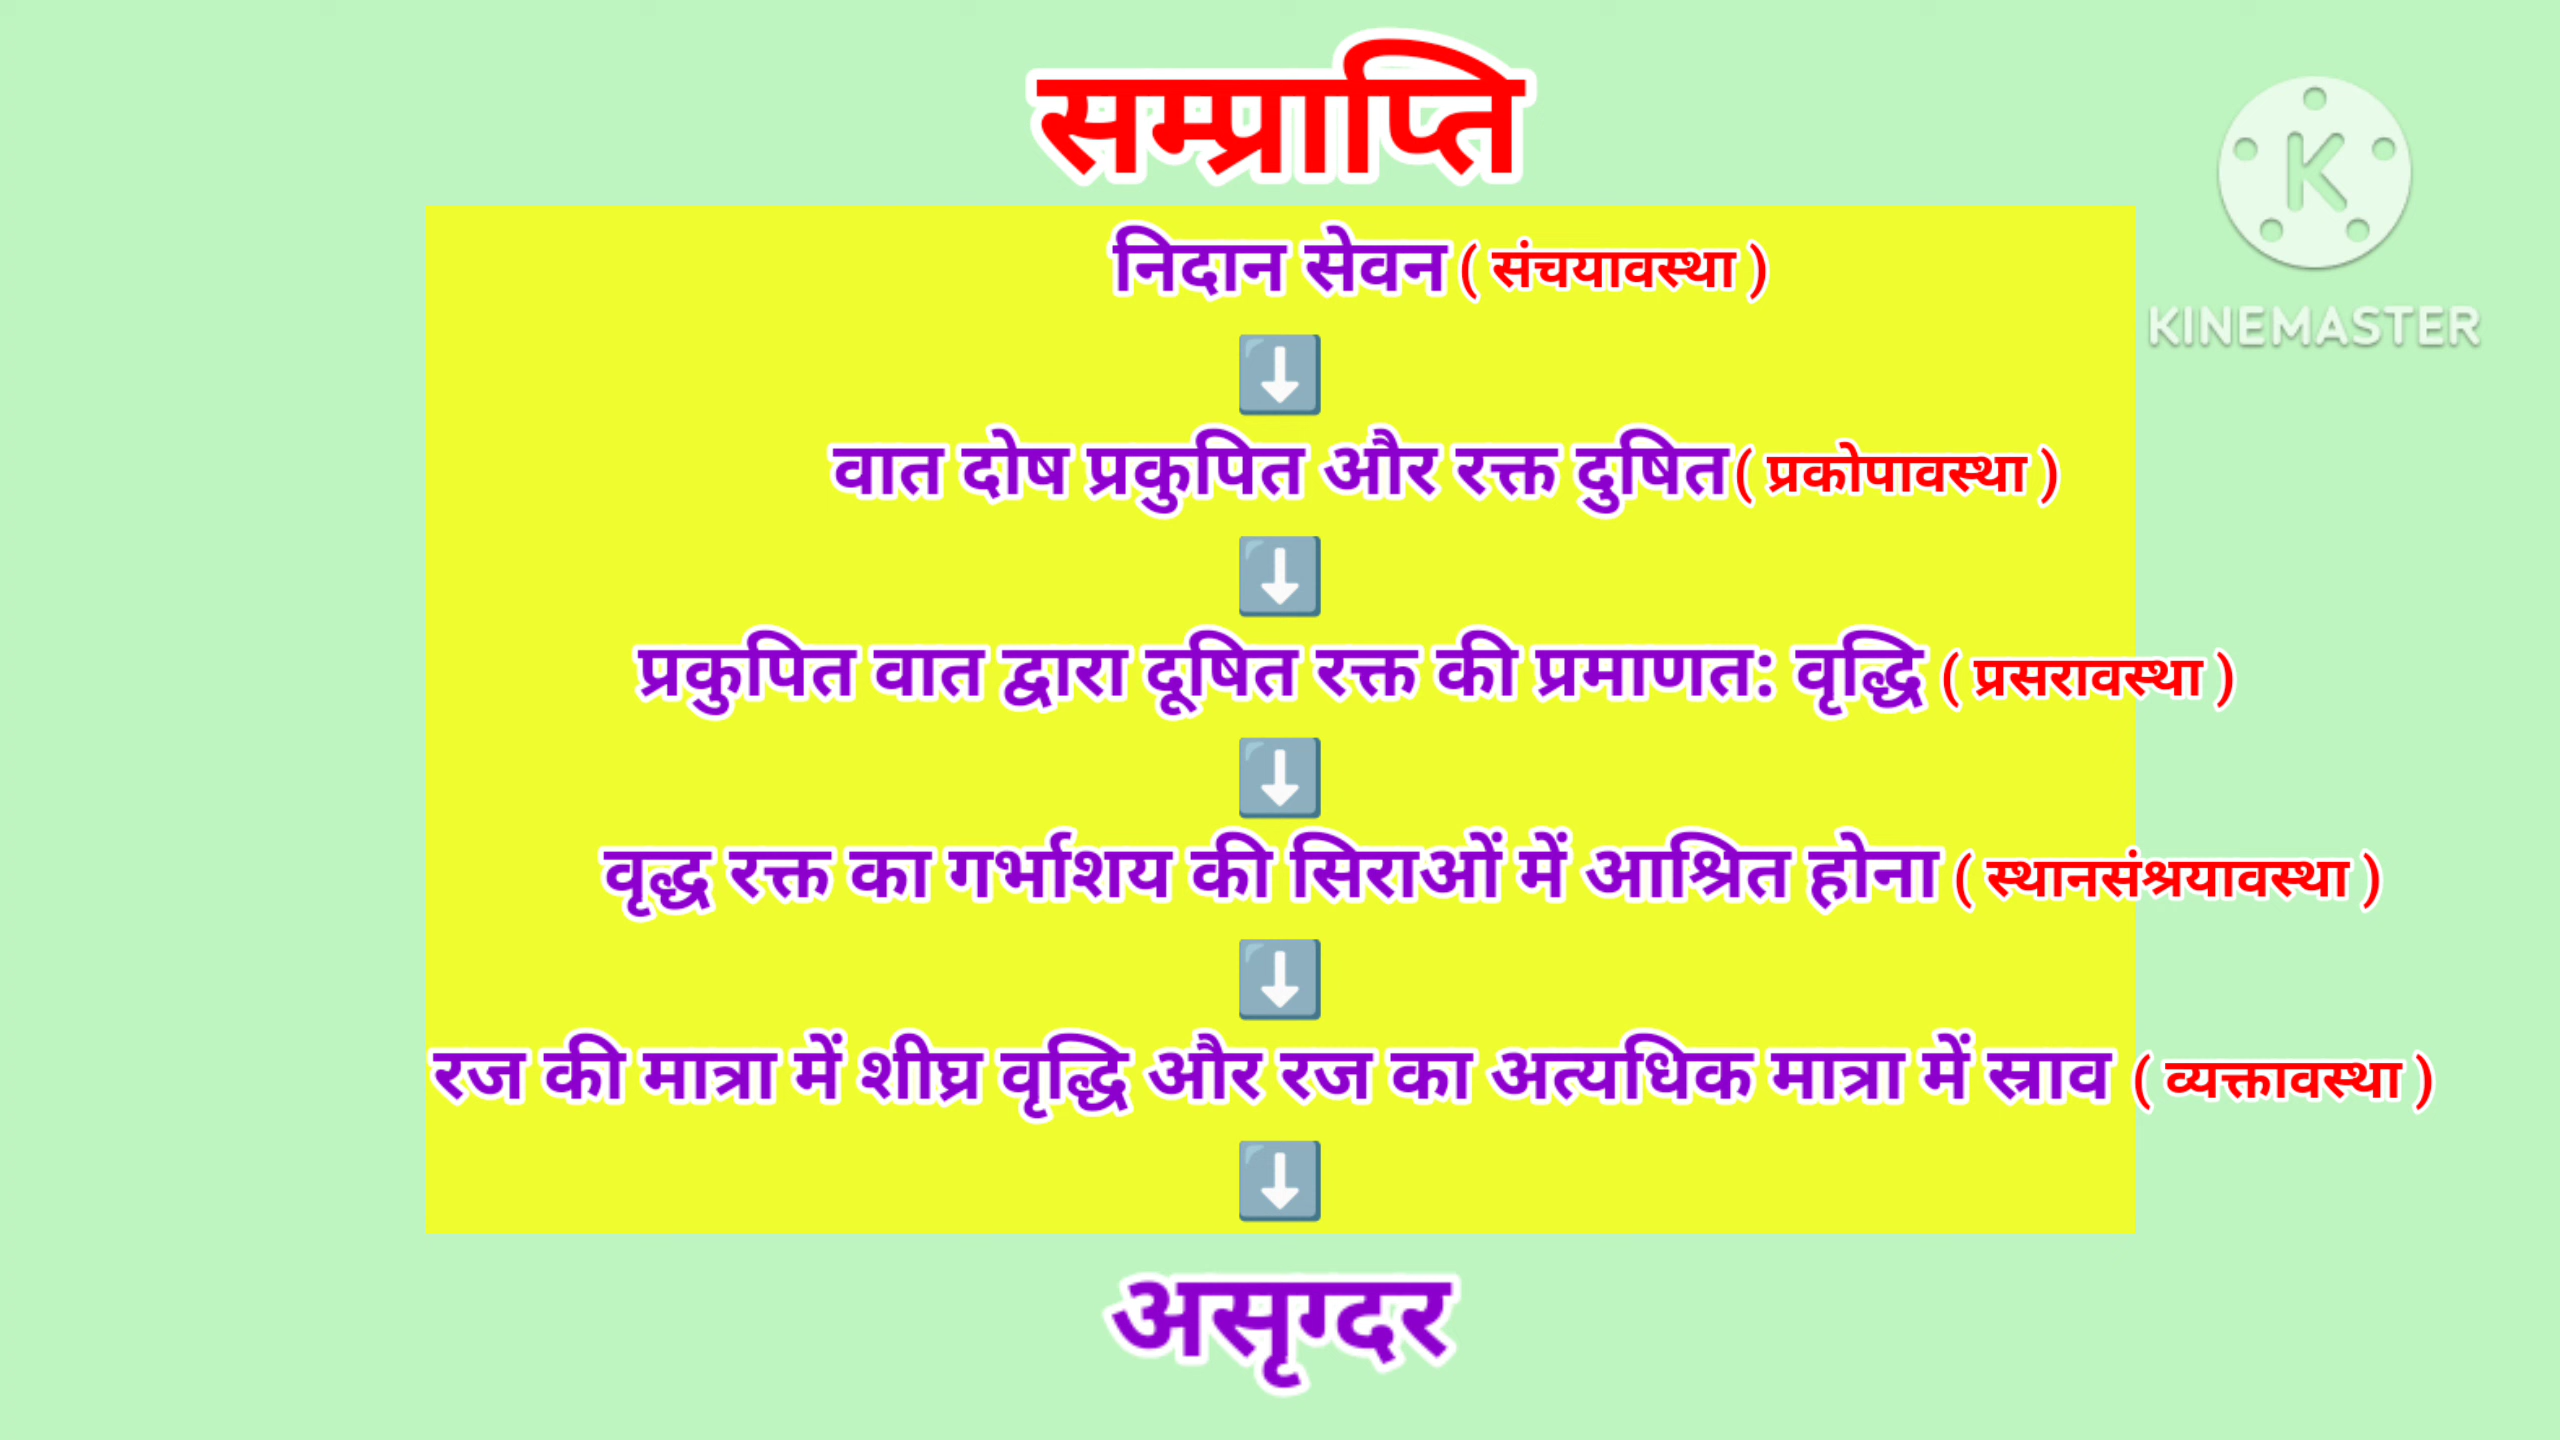 सम्प्राप्ति
KINEMASTER
निदान सेवन ( संचयावस्था )
वात दोष प्रकुपित और रक्त दुषित( प्रकोपावस्था )
प्रकुपित वात द्वारा दूषित रक्त की प्रमाणत: वृद्धि ( प्रसरावस्था )
वृद्ध रक्त का गर्भाशय की सिराओं में आश्रित होना ( स्थानसंश्रयावस्था )
रज की मात्रा में शीघ्र वृद्धि और रज का अत्यधिक मात्रा में स्राव ( व्यक्तावस्था )
असृग्दर